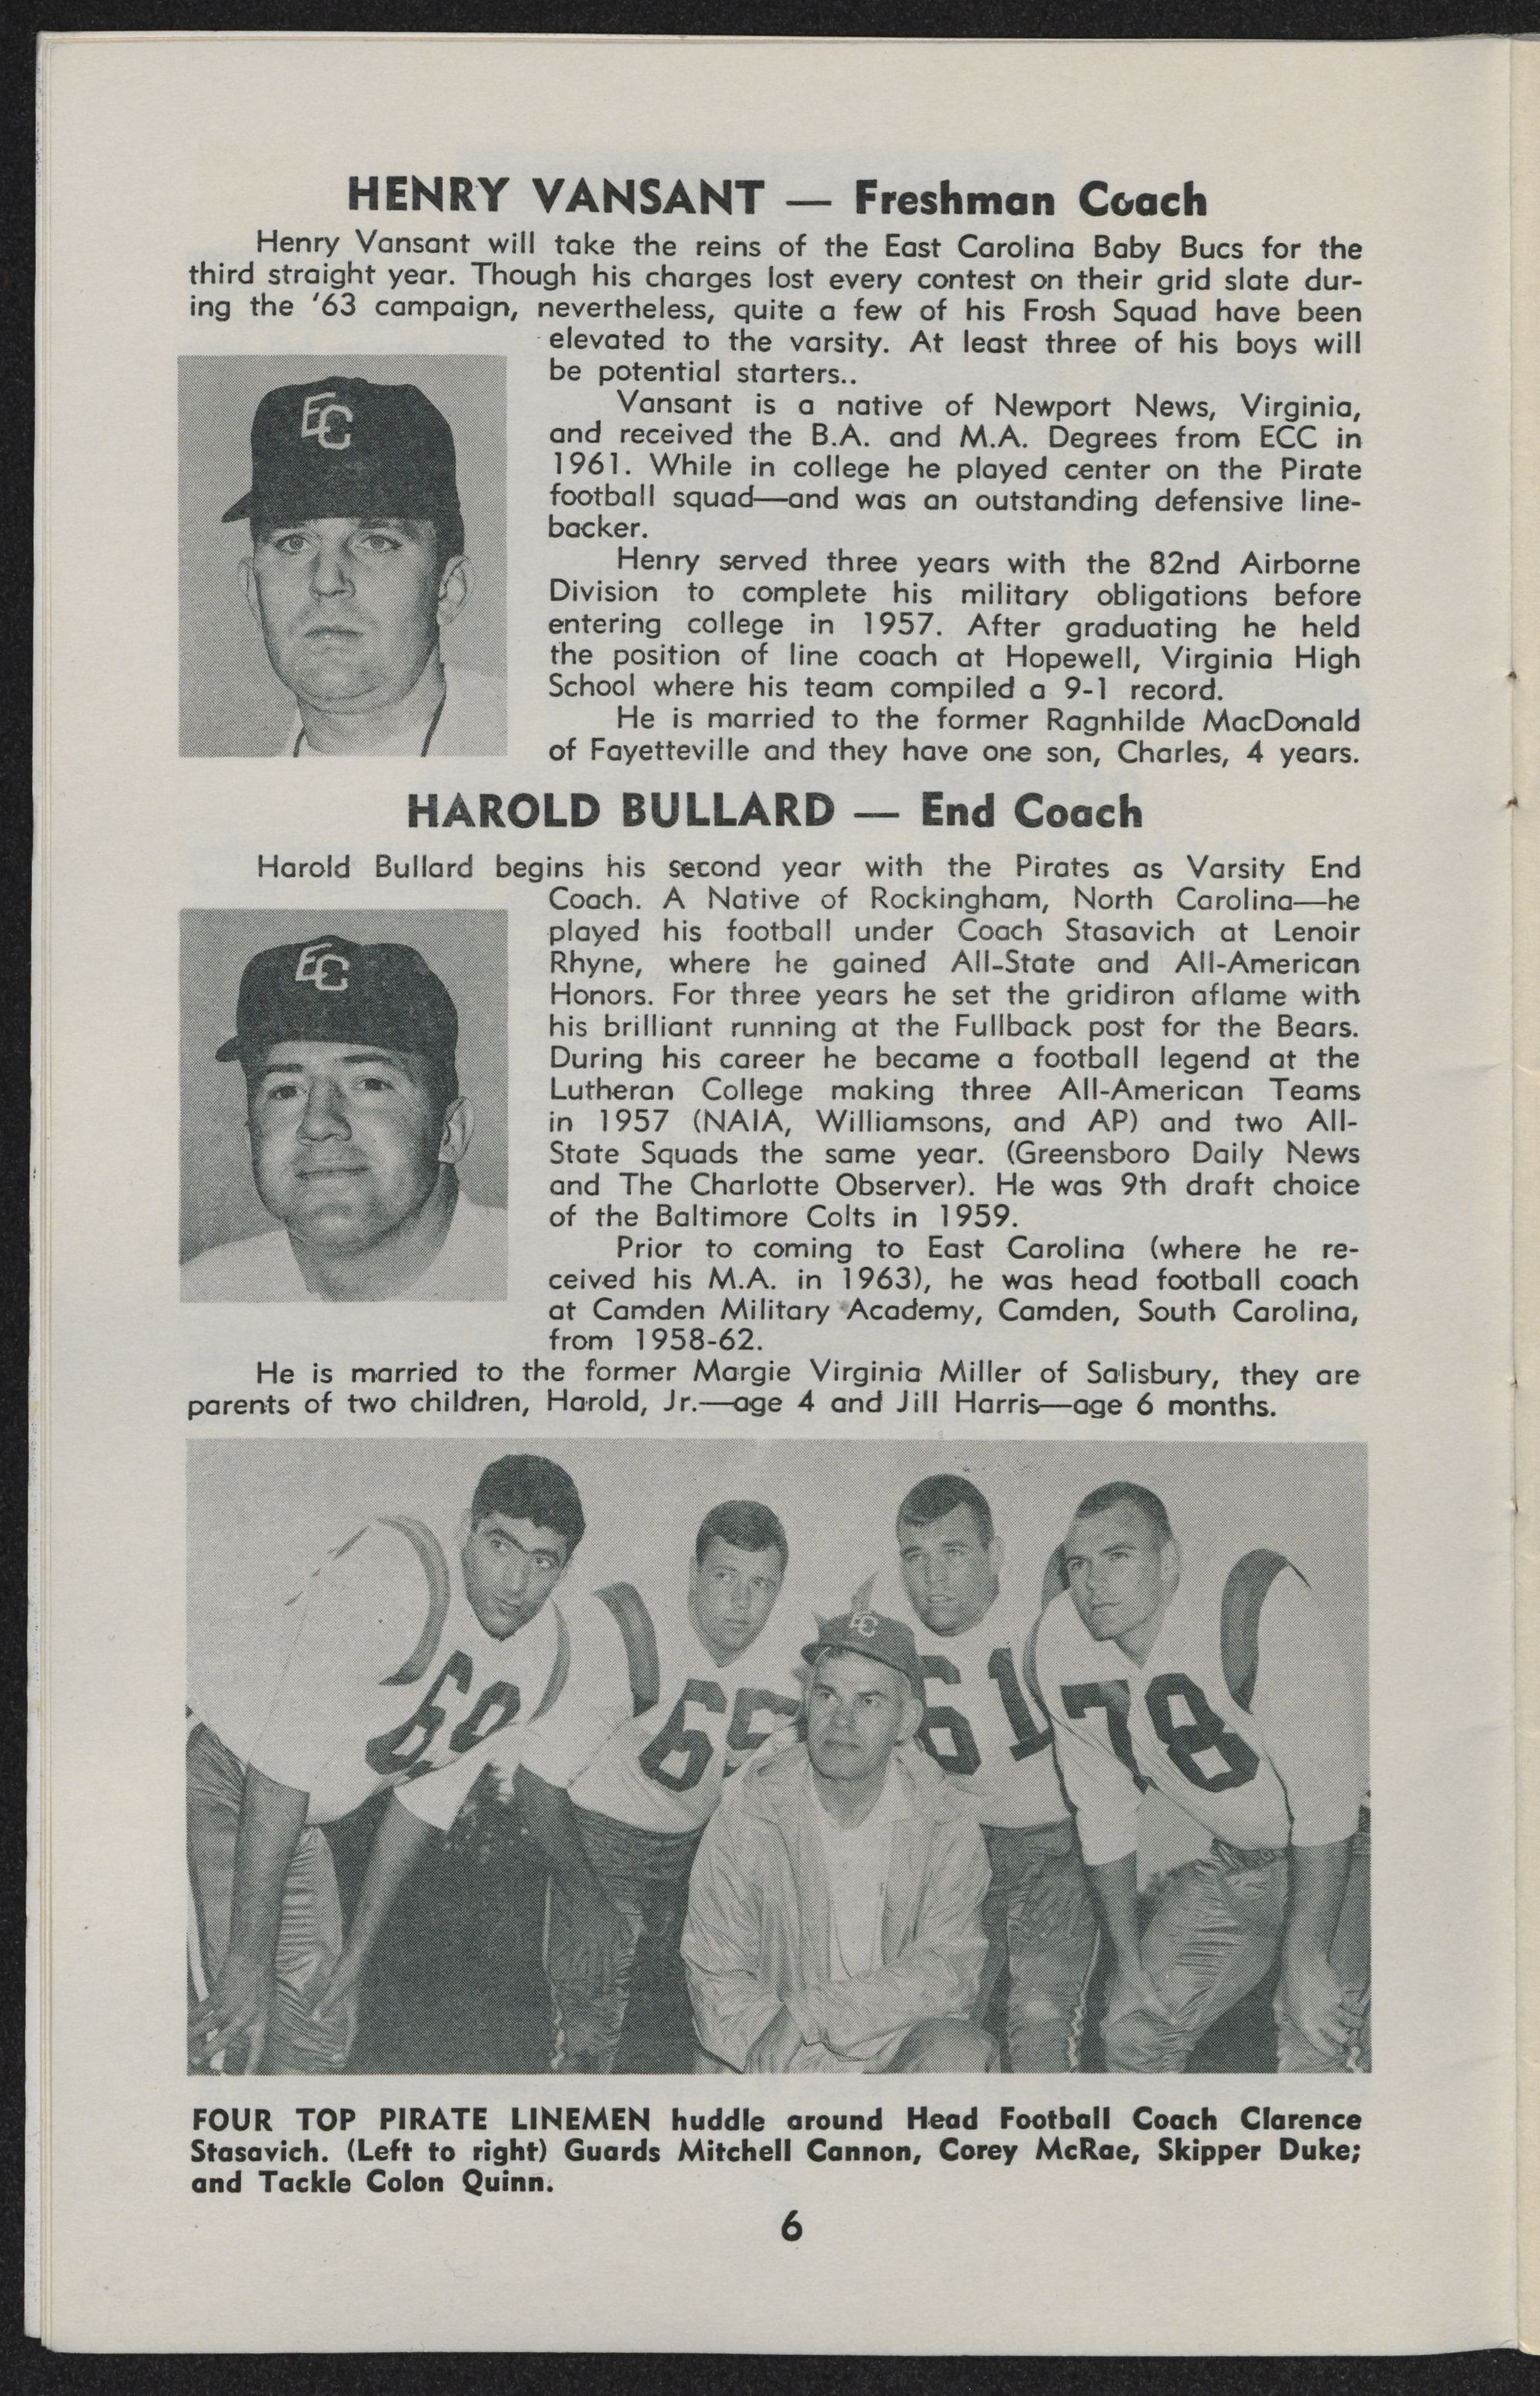 HENRY VANSANT — Freshman Coach
Henry Vansant will take the reins of the East Carolina Baby Bucs for the
third straight year. Though his charges lost every contest on their grid slate dur-
ing the '63 campaign, nevertheless, quite a few of his Frosh Squad have been
elevated to the varsity. At least three of his boys will
be potential starters..
Vansant is a native of Newport News, Virginia,
and received the B.A. and M.A. Degrees from ECC in
1961. While in college he played center on the Pirate
football squad—and was an outstanding defensive line-
backer.
Henry served three years with the 82nd Airborne
Division to complete his military obligations before
entering college in 1957. After graduating he held
the position of line coach at Hopewell, Virginia High
School where his team compiled a 9-1 record.
He is married to the former Ragnhilde MacDonald
of Fayetteville and they have one son, Charles, 4 years.
EC
HAROLD BULLARD — End Coach
Harold Bullard begins his second year with the Pirates as Varsity End
Coach. A Native of Rockingham, North Carolina—he
played his football under Coach Stasavich at Lenoir
Rhyne, where he gained All-State and All-American
Honors. For three years he set the gridiron aflame with
his brilliant running at the Fullback post for the Bears.
During his career he became a football legend at the
Lutheran College making three All-American Teams
in 1957 (NAIA, Williamsons, and AP) and two All-
State Squads the same year. (Greensboro Daily News
and The Charlotte Observer). He was 9th draft choice
of the Baltimore Colts in 1959.
Prior to coming to East Carolina (where he re-
ceived his M.A. in 1963), he was head football coach
at Camden Military Academy, Camden, South Carolina,
from 1958-62.
He is married to the former Margie Virginia Miller of Salisbury, they are
parents of two children, Harold, Jr.—age 4 and Jill Harris—age 6 months.
EC
EC
60 61 78
FOUR TOP PIRATE LINEMEN huddle around Head Football Coach Clarence
Stasavich. (Left to right) Guards Mitchell Cannon, Corey McRae, Skipper Duke;
and Tackle Colon Quinn.
6